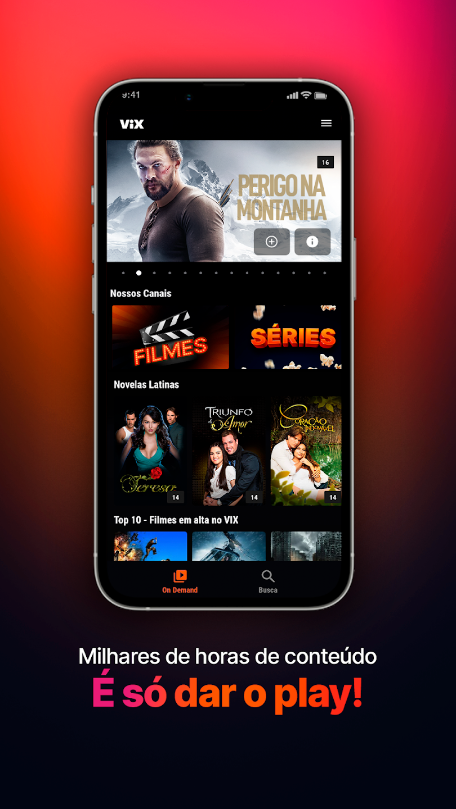 9:41
ViX
16
PERIGO NA
MONTANHA
Nossos Canais
FILMES
SÉRIES
Novelas Latinas
Teresa
14
TRIUNFO
do Amor
14
CORAÇÃO
INDOMÁVEL
14
Top 10 - Filmes em alta no VIX
On Demand
Busca
Milhares de horas de conteúdo
É só dar o play!